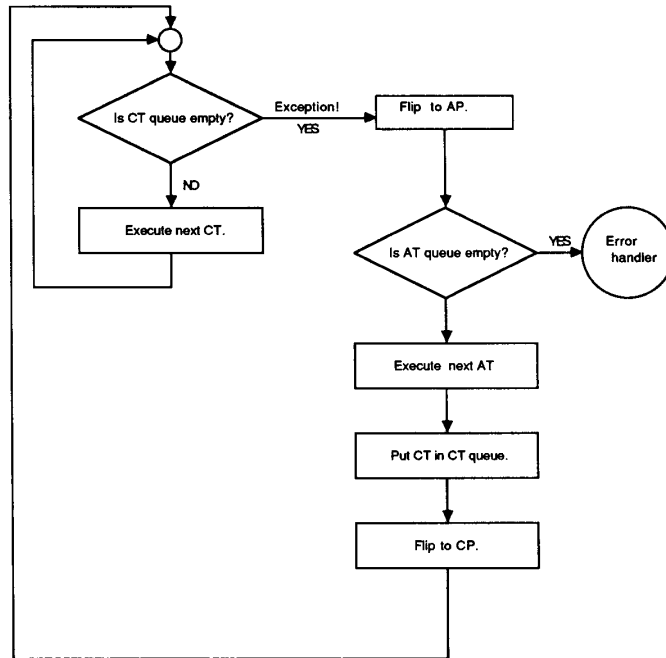 Is CT queue empty?
Exception!
YES
Flip to AP.
NO
Execute next CT.
Is AT queue empty?
YES
Error
handler
Execute next AT
Put CT in CT queue.
Flip to CP.